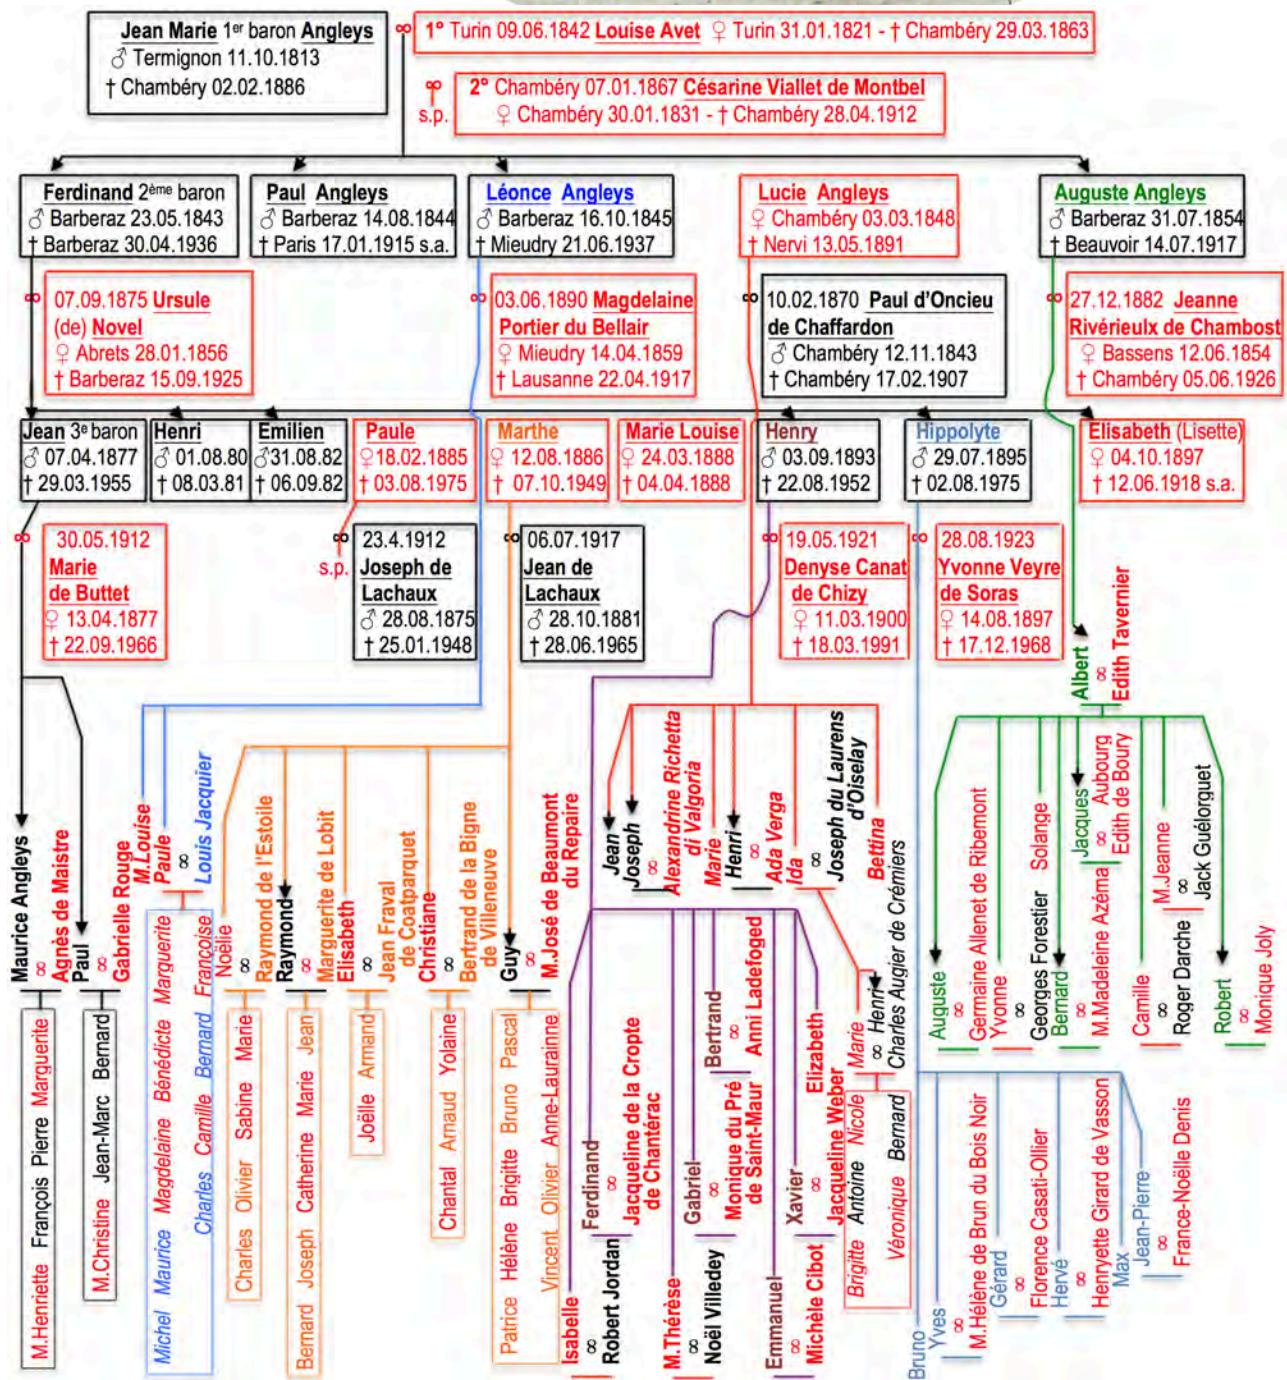 Jean Marie 1er baron Angleys
♂ Termignon 11.10.1813
† Chambéry 02.02.1886
∞ 1° Turin 09.06.1842 Louise Avet ♀ Turin 31.01.1821 - † Chambéry 29.03.1863
∞ 2° Chambéry 07.01.1867 Césarine Viallet de Montbel
s.p. ♀ Chambéry 30.01.1831 - † Chambéry 28.04.1912
Ferdinand 2ème baron
♂ Barberaz 23.05.1843
† Barberaz 30.04.1936
Paul Angleys
♂ Barberaz 14.08.1844
† Paris 17.01.1915 s.a.
Léonce Angleys
♂ Barberaz 16.10.1845
† Mieudry 21.06.1937
Lucie Angleys
♀ Chambéry 03.03.1848
† Nervi 13.05.1891
Auguste Angleys
♂ Barberaz 31.07.1854
† Beauvoir 14.07.1917
∞ 07.09.1875 Ursule
(de) Novel
♀ Abrets 28.01.1856
† Barberaz 15.09.1925
∞ 03.06.1890 Magdelaine
Portier du Bellair
♀ Mieudry 14.04.1859
† Lausanne 22.04.1917
∞ 10.02.1870 Paul d'Oncieu
de Chaffardon
♂ Chambéry 12.11.1843
† Chambéry 17.02.1907
∞ 27.12.1882 Jeanne
Rivérieulx de Chambost
♀ Bassens 12.06.1854
† Chambéry 05.06.1926
Jean 3e baron
♂ 07.04.1877
† 29.03.1955
Henri
♂ 01.08.80
† 08.03.81
Emilien
♂31.08.82
† 06.09.82
Paule
♀18.02.1885
† 03.08.1975
Marthe
♀ 12.08.1886
† 07.10.1949
Marie Louise
♀ 24.03.1888
† 04.04.1888
Henry
♂ 03.09.1893
† 22.08.1952
Hippolyte
♂ 29.07.1895
† 02.08.1975
Elisabeth (Lisette)
♀ 04.10.1897
† 12.06.1918 s.a.
∞ 30.05.1912
Marie
de Buttet
♀ 13.04.1877
† 22.09.1966
s.p.
∞ 23.4.1912
Joseph de
Lachaux
♂ 28.08.1875
† 25.01.1948
∞ 06.07.1917
Jean de
Lachaux
♂ 28.10.1881
† 28.06.1965
∞ 19.05.1921
Denyse Canat
de Chizy
♀ 11.03.1900
† 18.03.1991
∞ 28.08.1923
Yvonne Veyre
de Soras
♀ 14.08.1897
† 17.12.1968
Albert
∞
Edith Tavernier
Maurice Angleys
∞
Agnès de Maistre
Paul
∞
Gabrielle Rouge
M.Louise
Paule
∞
Louis Jacquier
Noëlie
∞
Raymond de l'Estoile
Raymond
∞
Marguerite de Lobit
Elisabeth
∞
Jean Fraval
de Coatparquet
Christiane
∞
Bertrand de la Bigne
de Villeneuve
Guy
∞
M.José de Beaumont
du Repaire
Jean
Joseph
∞
Alexandrine Richetta
di Valgoria
Marie
Henri
∞
Ada Verga
Ida
∞
Joseph du Laurens
d'Oiselay
Bettina
Marie
∞
Henri
Charles Augier de Crémiers
Auguste
∞
Germaine Allenet de Ribemont
Yvonne
∞
Georges Forestier
Solange
Bernard
∞
M.Madeleine Azéma
Jacques
∞
Aubourg
Edith de Boury
Camille
∞
Roger Darche
M.Jeanne
∞
Jack Guélorguet
Robert
∞
Monique Joly
M.Henriette François Pierre Marguerite
M.Christine Jean-Marc Bernard
Michel Maurice Magdelaine Bénédicte Marguerite
Charles Camille Bernard Françoise
Charles Olivier Sabine Marie
Bernard Joseph Catherine Marie Jean
Joëlle Armand
Chantal Arnaud Yolaine
Patrice Hélène Brigitte Bruno Pascal
Vincent Olivier Anne-Laurainne
Isabelle
∞
Robert Jordan
Ferdinand
∞
Jacqueline de la Cropte
de Chantérac
M.Thérèse
∞
Noël Villedey
Gabriel
∞
Monique du Pré
de Saint-Maur
Bertrand
∞
Anni Ladefoged
Emmanuel
∞
Michèle Cibot
Xavier
∞
Jacqueline Weber
Elizabeth
Brigitte Antoine Nicole
Véronique Bernard
Bruno
Yves
∞
M.Hélène de Brun du Bois Noir
Gérard
∞
Florence Casati-Ollier
Hervé
∞
Henryette Girard de Vasson
Max
Jean-Pierre
∞
France-Noëlle Denis